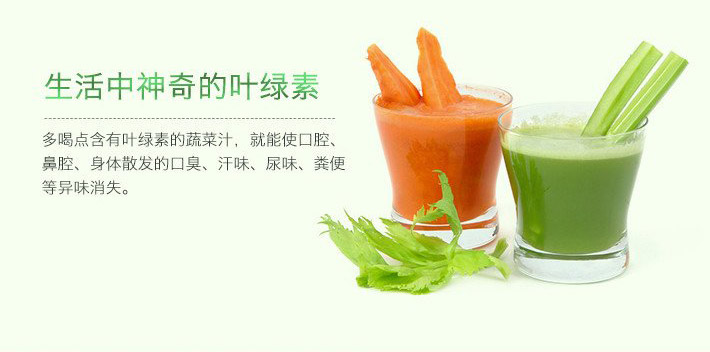 生活中神奇的叶绿素
多喝点含有叶绿素的蔬菜汁，就能使口腔、
鼻腔、身体散发的口臭、汗味、尿味、粪便
等异味消失。